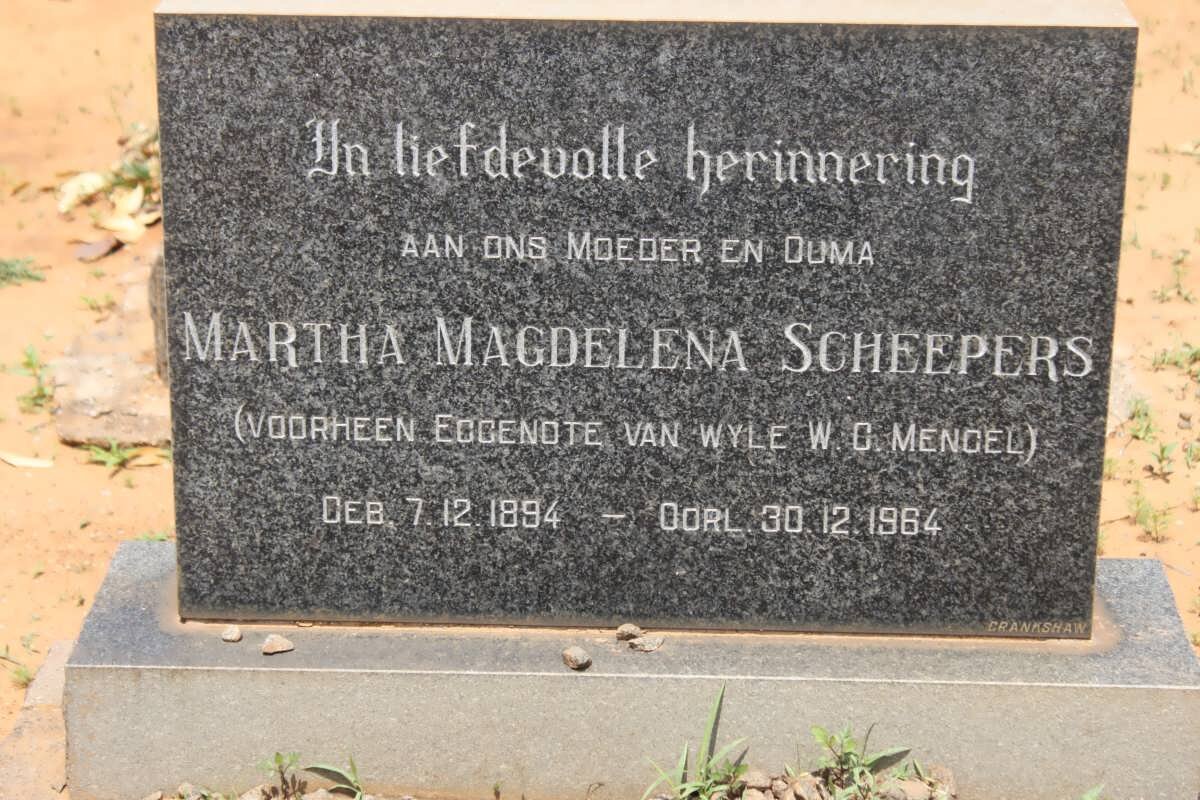 In liefdevolle herinnering
AAN ONS MOEDER EN OUMA
MARTHA MAGDELENA SCHEEPERS
(VOORHEEN EGGENOTE VAN WYLE W. G. MENGEL)
GEB. 7.12.1894 – OORL. 30.12.1964
CRANKSHAW